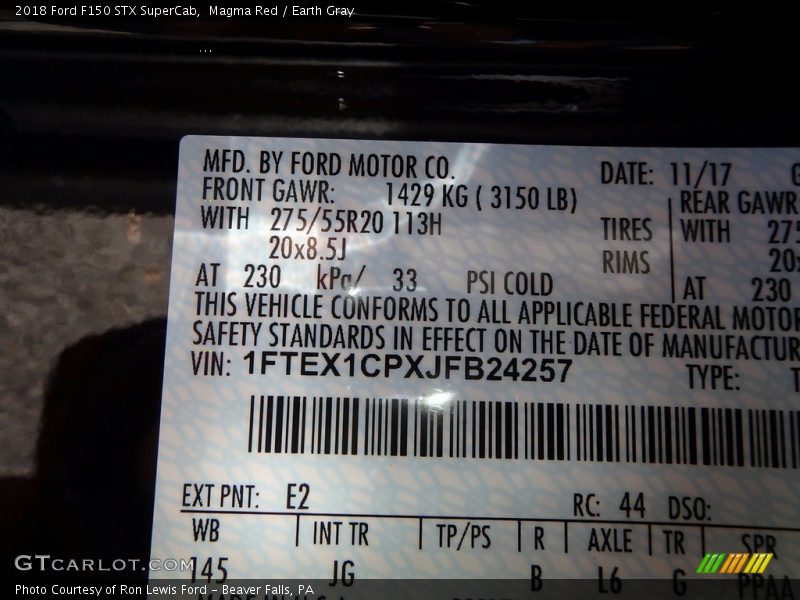 2018 Ford F150 STX SuperCab, Magma Red / Earth Gray
MFD. BY FORD MOTOR CO.
DATE: 11/17
FRONT GAWR: 1429 KG ( 3150 LB)
REAR GAWR
WITH 275/55R20 113H TIRES
WITH 275
20x8.5J RIMS
20x
AT 230 kPa/ 33 PSI COLD
AT 230
THIS VEHICLE CONFORMS TO ALL APPLICABLE FEDERAL MOTOR
SAFETY STANDARDS IN EFFECT ON THE DATE OF MANUFACTUR
VIN: 1FTEX1CPXJFB24257 TYPE: T
EXT PNT: E2 RC: 44 DSO:
WB INT TR TP/PS R AXLE TR SPR
145 JG B L6 G PPAA
GTcarlot.com
Photo Courtesy of Ron Lewis Ford - Beaver Falls, PA